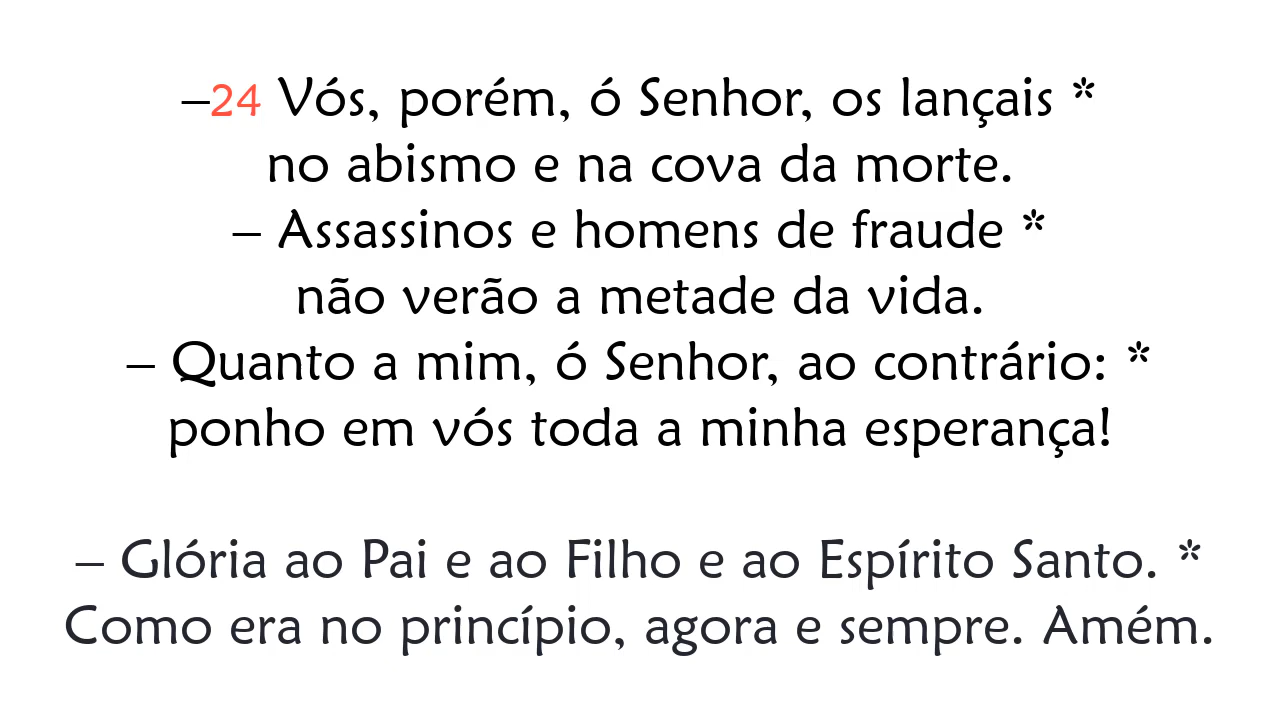 –24 Vós, porém, ó Senhor, os lançais *
no abismo e na cova da morte.
– Assassinos e homens de fraude *
não verão a metade da vida.
– Quanto a mim, ó Senhor, ao contrário: *
ponho em vós toda a minha esperança!
– Glória ao Pai e ao Filho e ao Espírito Santo. *
Como era no princípio, agora e sempre. Amém.